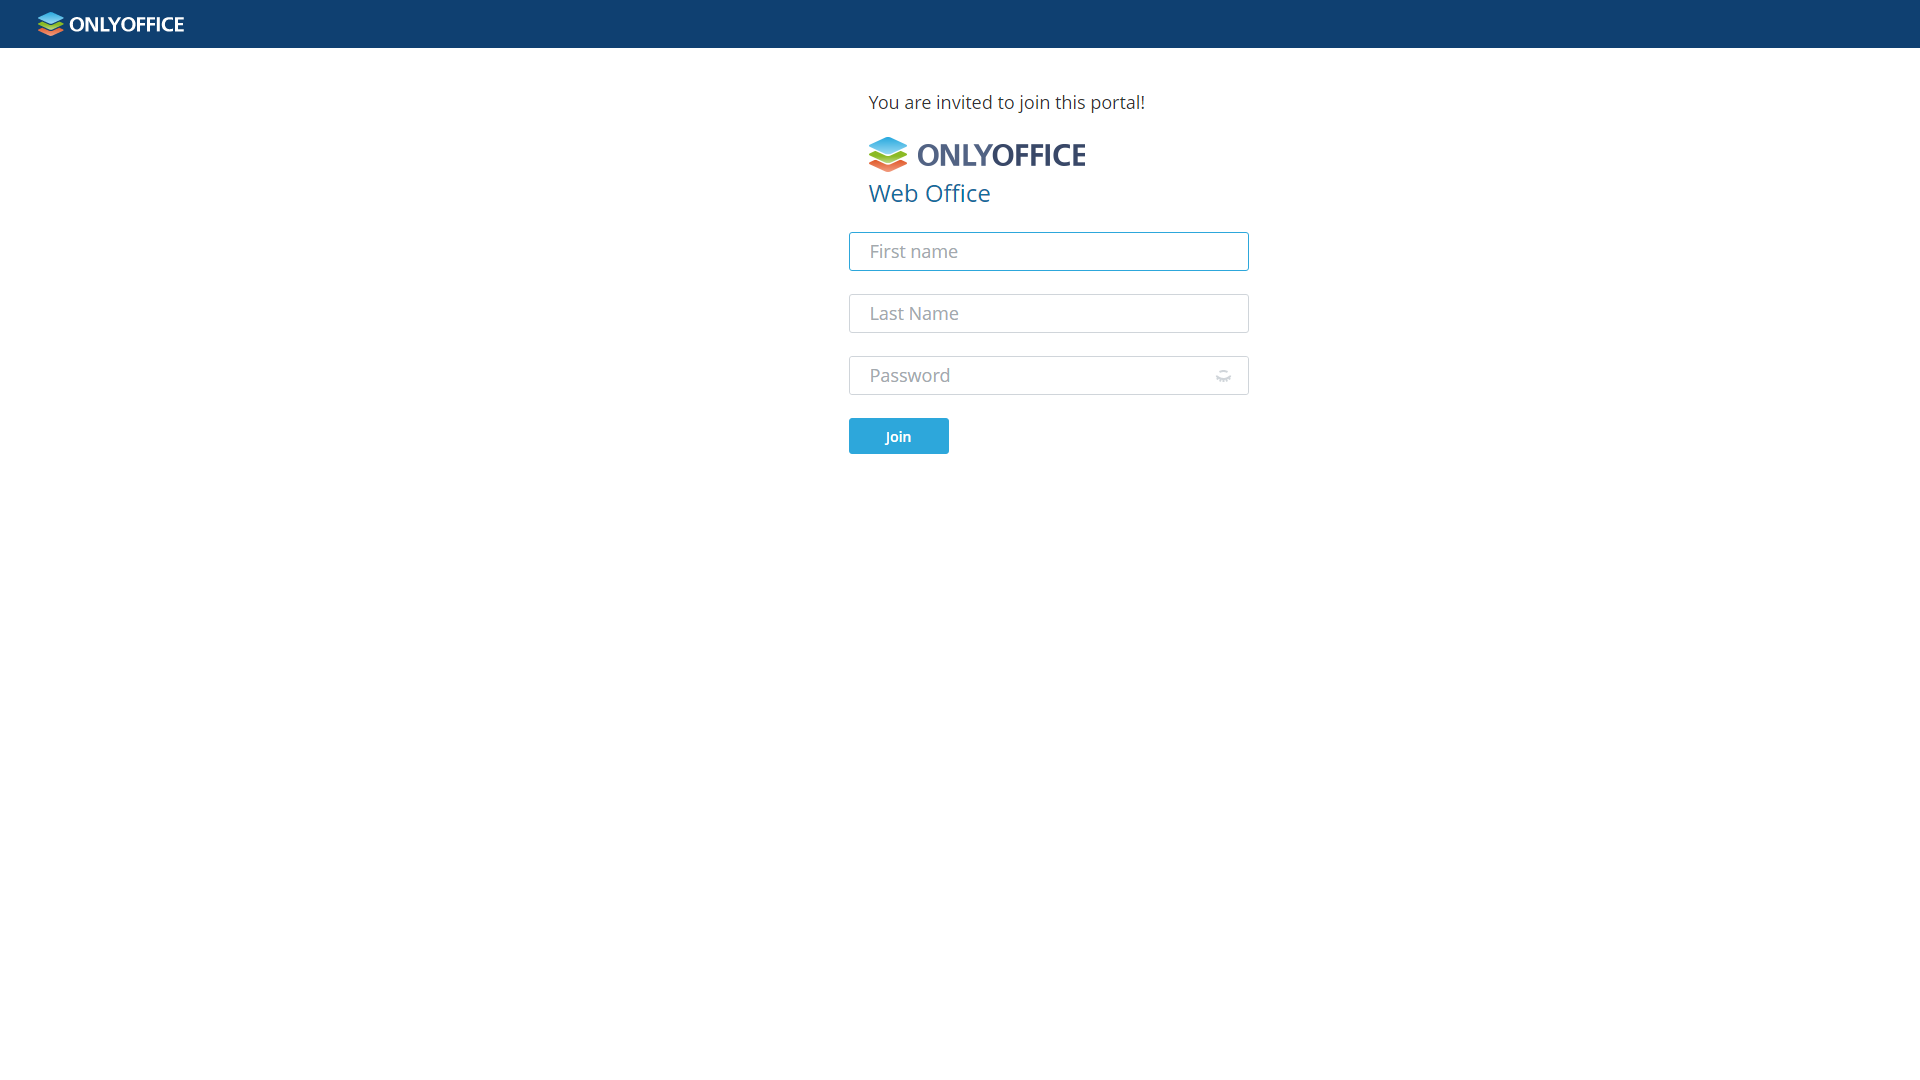 ONLYOFFICE
You are invited to join this portal!
ONLYOFFICE
Web Office
First name
Last Name
Password
Join